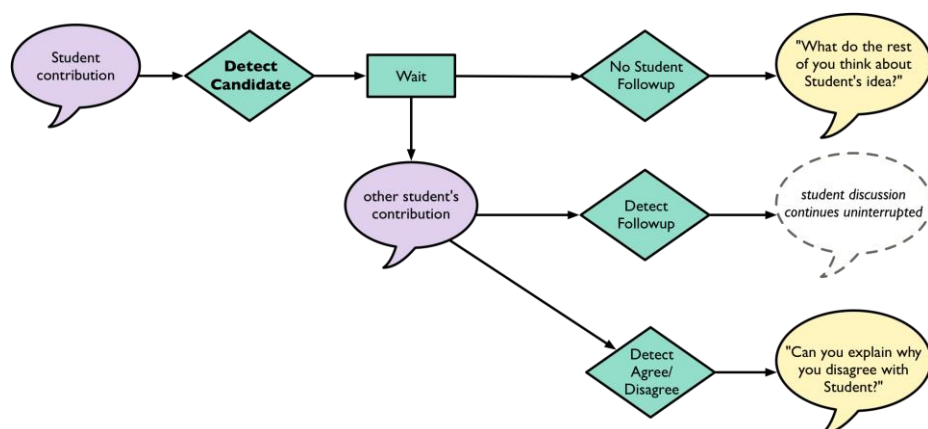 Student
contribution
Detect
Candidate
Wait
No Student
Followup
"What do the rest
of you think about
Student's idea?"
other student's
contribution
Detect
Followup
student discussion
continues uninterrupted
Detect
Agree/
Disagree
"Can you explain why
you disagree with
Student?"